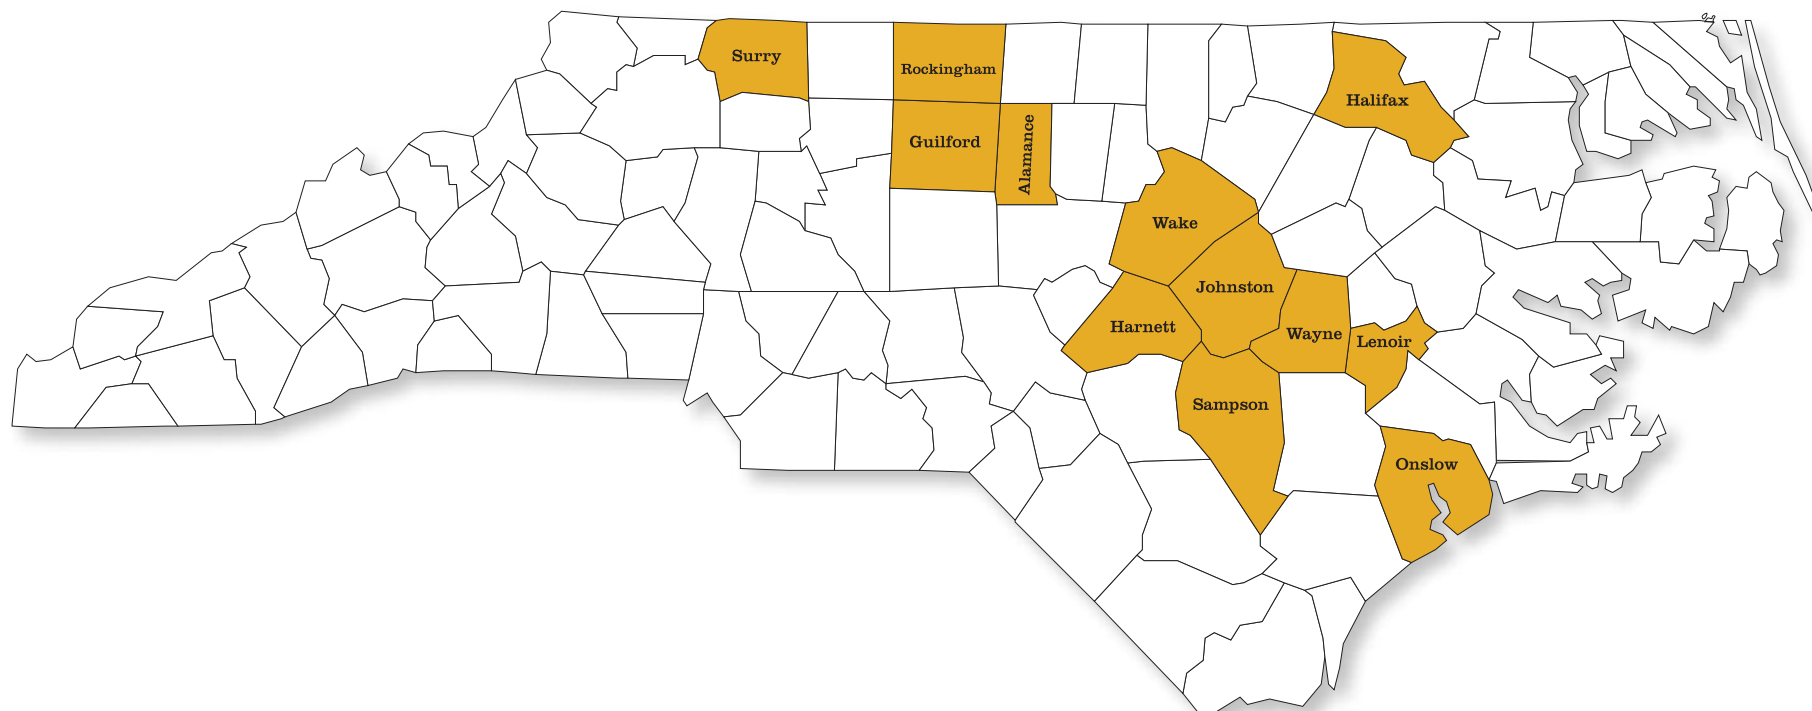 Surry
Rockingham
Halifax
Guilford
Alamance
Wake
Johnston
Harnett
Wayne
Lenoir
Sampson
Onslow